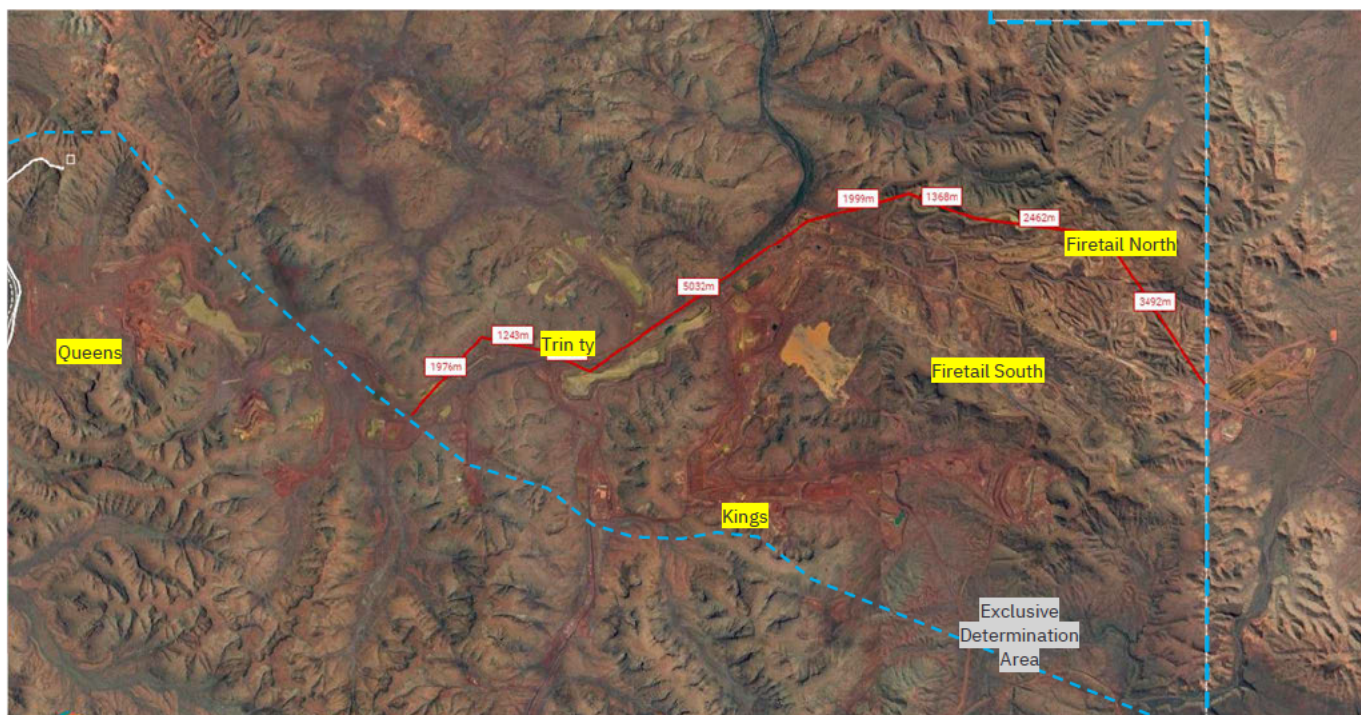 1999m
1368m
2462m
Firetail North
5032m
3492m
1243m
Trin ty
Queens
1976m
Firetail South
Kings
Exclusive
Determination
Area